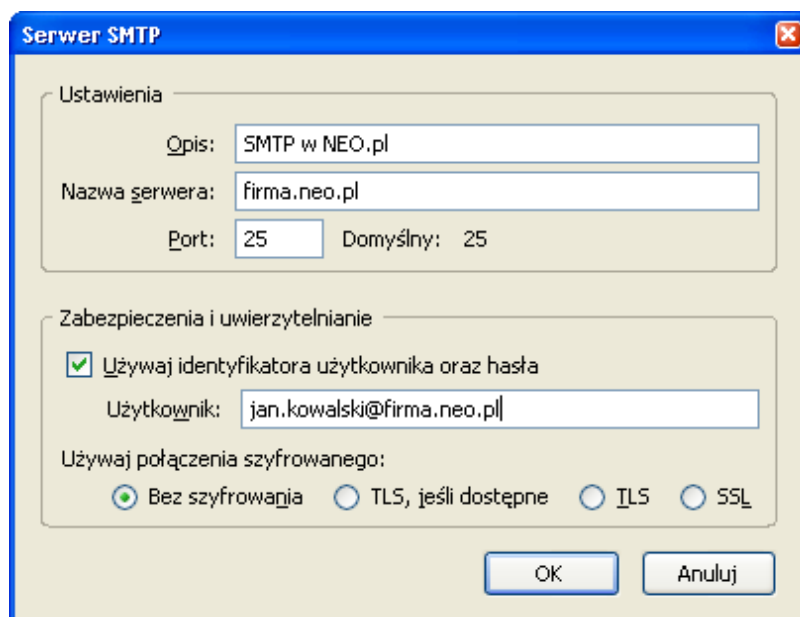 Serwer SMTP
Ustawienia
Opis: SMTP w NEO.pl
Nazwa serwera: firma.neo.pl
Port: 25 Domyślny: 25
Zabezpieczenia i uwierzytelnianie
Używaj identyfikatora użytkownika oraz hasła
Użytkownik: jan.kowalski@firma.neo.pl
Używaj połączenia szyfrowanego:
Bez szyfrowania TLS, jeśli dostępne TLS SSL
OK Anuluj